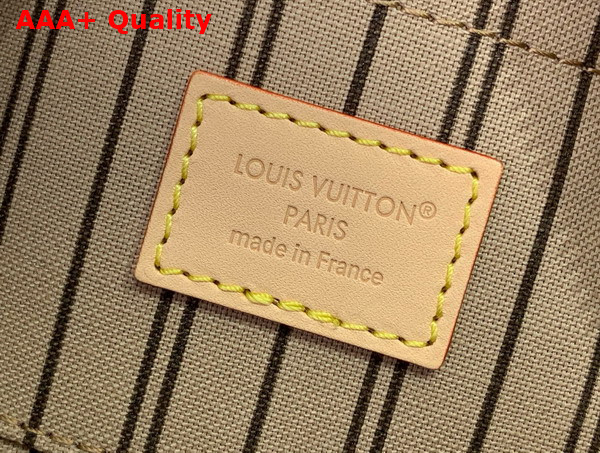 AAA+ Quality
LOUIS VUITTON®
PARIS
made in France